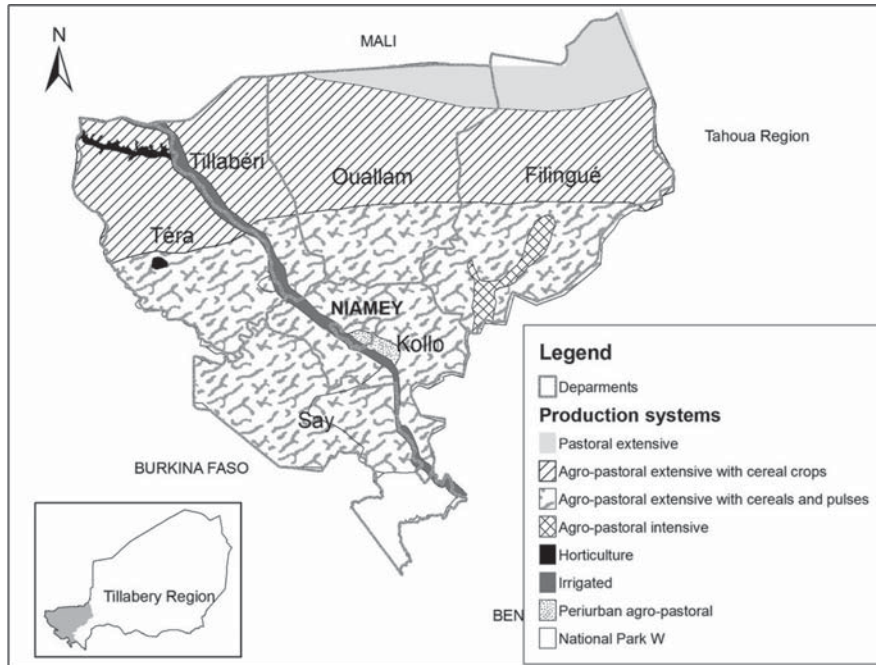 N
MALI
Tahoua Region
Tillabéri
Ouallam
Filingué
Téra
NIAMEY
Kollo
Say
BURKINA FASO
BEN
Tillabery Region
Legend
Deparments
Production systems
Pastoral extensive
Agro-pastoral extensive with cereal crops
Agro-pastoral extensive with cereals and pulses
Agro-pastoral intensive
Horticulture
Irrigated
Periurban agro-pastoral
National Park W